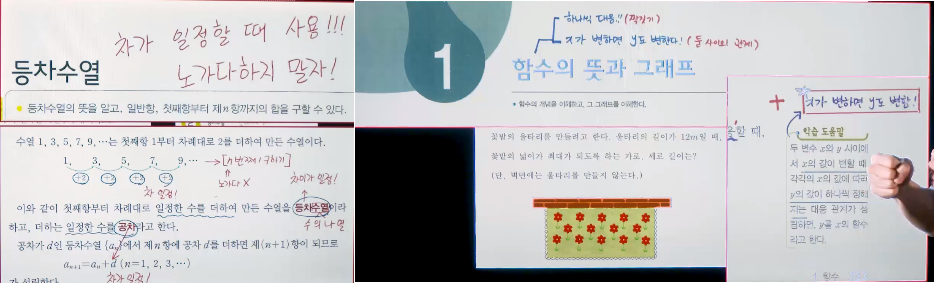 차가 일정할 때 사용!!!
노가다하지 말자!
등차수열
등차수열의 뜻을 알고, 일반항, 첫째항부터 제n항까지의 합을 구할 수 있다.
수열 1, 3, 5, 7, 9, …는 첫째항 1부터 차례대로 2를 더하여 만든 수열이다.
1, 3, 5, 7, 9, …
+2 +2 +2 +2
노가다 X
차 일정!
차이가 일정!
이와 같이 첫째항부터 차례대로 일정한 수를 더하여 만든 수열을 등차수열이라
하고, 더하는 일정한 수를 공차라고 한다.
수의 나열
공차가 d인 등차수열 {aₙ}에서 제n항에 공차 d를 더하면 제(n+1)항이 되므로
aₙ₊₁=aₙ+d (n=1, 2, 3, …)
차가 일정!
가 성립한다.
하나씩 대응!! (짝짓기)
x가 변하면 y도 변한다! (둘 사이의 관계)
1
함수의 뜻과 그래프
함수의 개념을 이해하고, 그 그래프를 이해한다.
꽃밭의 울타리를 만들려고 한다. 울타리의 길이가 12m일 때,
꽃밭의 넓이가 최대가 되도록 하는 가로, 세로 길이는?
(단, 벽면에는 울타리를 만들지 않는다.)
할 때,
+ x가 변하면 y도 변함!
학습 도움말
두 변수 x와 y 사이에
서 x의 값이 변할 때
각각의 x의 값에 따라
y의 값이 하나씩 정해
지는 대응 관계가 성
립하면, y를 x의 함수
라고 한다.
1. 함수